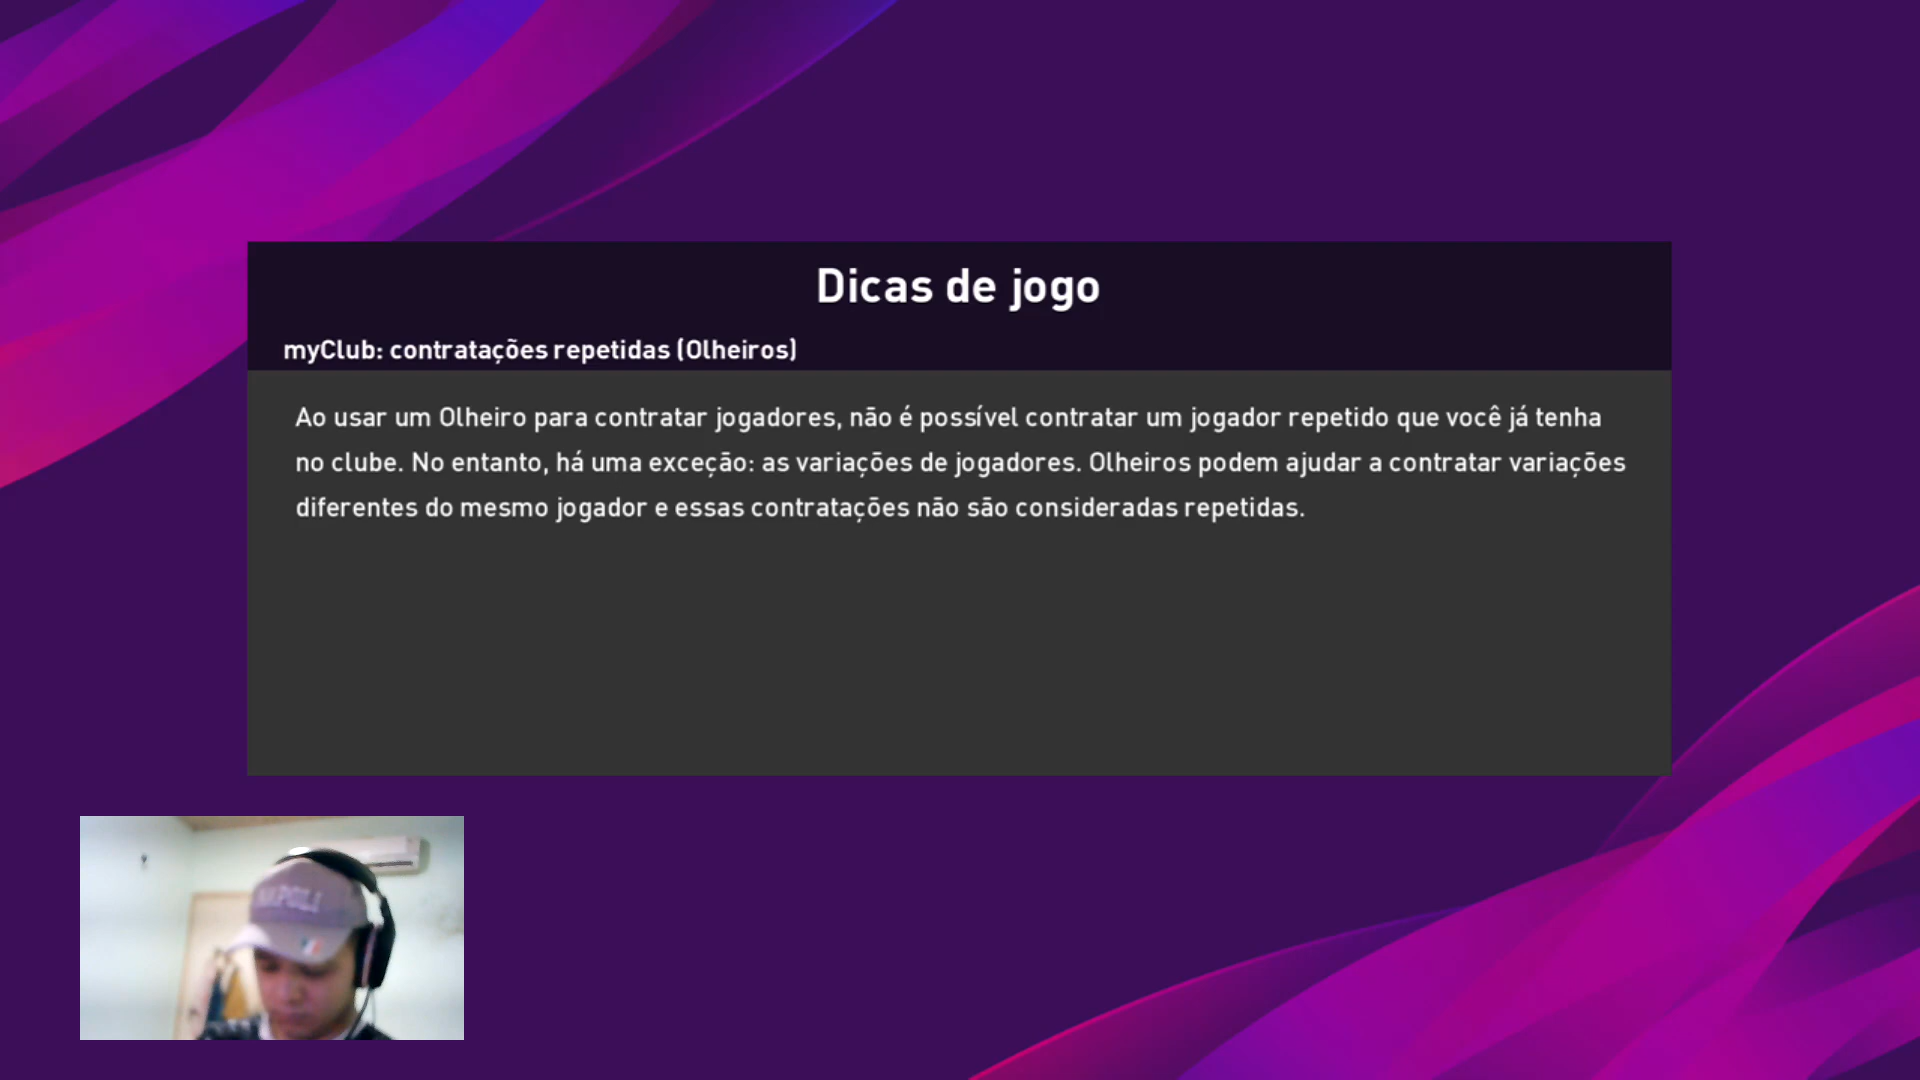 Dicas de jogo
myClub: contratações repetidas (Olheiros)
Ao usar um Olheiro para contratar jogadores, não é possível contratar um jogador repetido que você já tenha
no clube. No entanto, há uma exceção: as variações de jogadores. Olheiros podem ajudar a contratar variações
diferentes do mesmo jogador e essas contratações não são consideradas repetidas.
NAPOLI